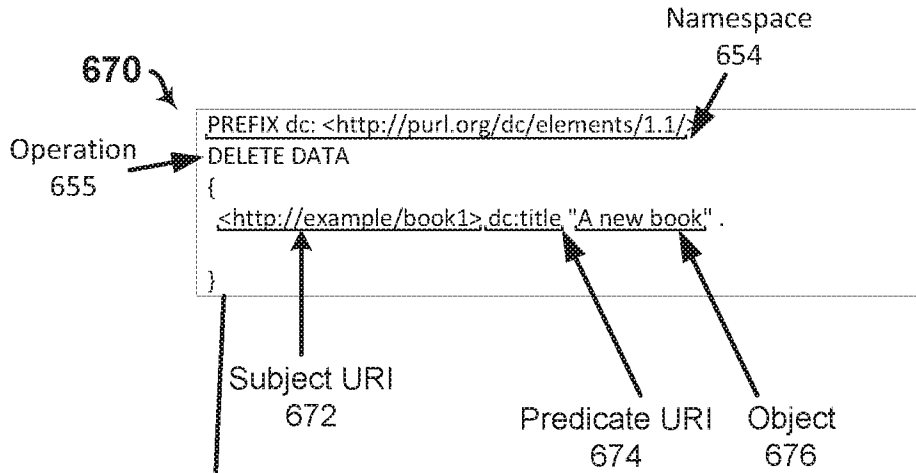 Namespace
654
670
PREFIX dc: <http://purl.org/dc/elements/1.1/>
Operation
655
DELETE DATA
{
<http://example/book1> dc:title "A new book" .
}
Subject URI
672
Predicate URI
674
Object
676